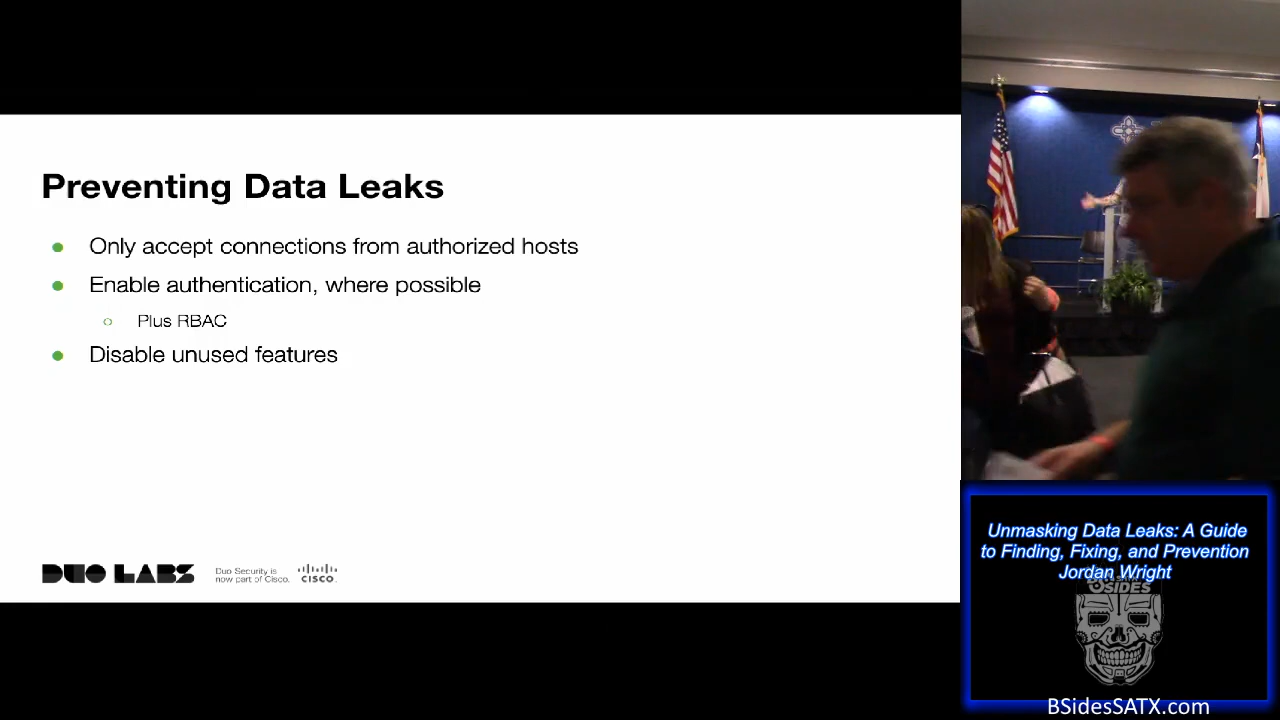 Preventing Data Leaks
Only accept connections from authorized hosts
Enable authentication, where possible
Plus RBAC
Disable unused features
DUO LABS
Duo Security is
now part of Cisco.
CISCO
Unmasking Data Leaks: A Guide
to Finding, Fixing, and Prevention
Jordan Wright
BSIDES
BSidesSATX.com